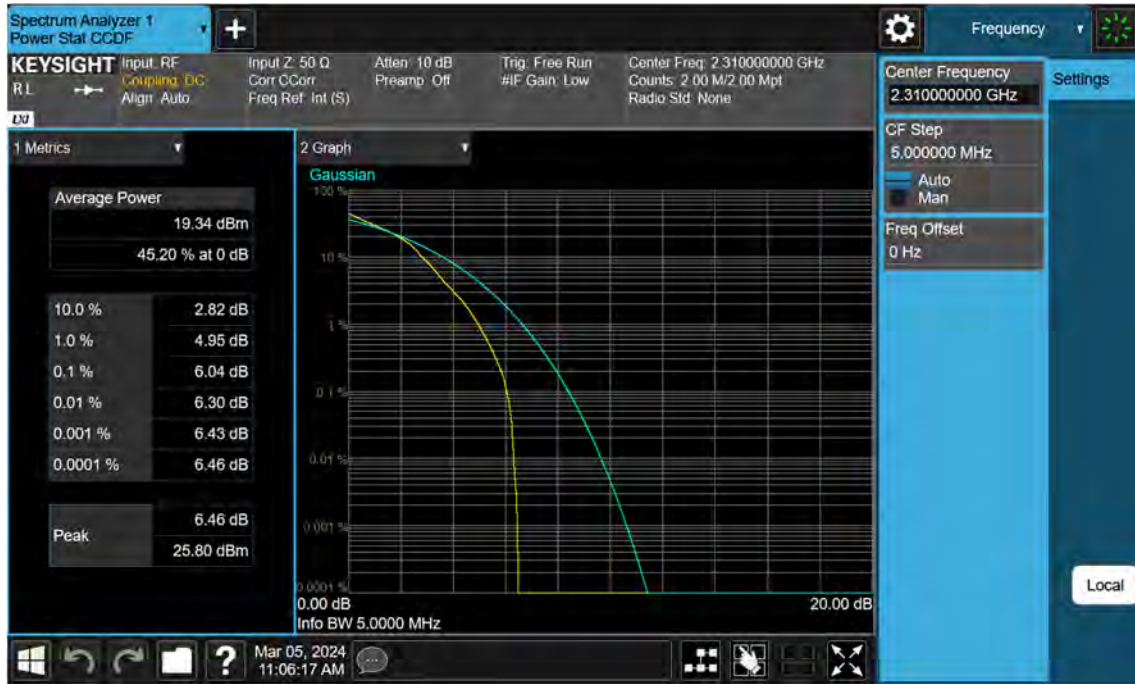 Spectrum Analyzer 1
Power Stat CCDF
+
Frequency
KEYSIGHT
RL
LXI
Input: RF
Coupling: DC
Align: Auto
Input Z: 50 Ω
Corr CCorr
Freq Ref: Int (S)
Atten: 10 dB
Preamp: Off
Trig: Free Run
#IF Gain: Low
Center Freq: 2.310000000 GHz
Counts: 2.00 M/2.00 Mpt
Radio Std: None
Center Frequency
2.310000000 GHz
Settings
CF Step
5.000000 MHz
Auto
Man
Freq Offset
0 Hz
1 Metrics
Average Power
19.34 dBm
45.20 % at 0 dB
10.0 % 2.82 dB
1.0 % 4.95 dB
0.1 % 6.04 dB
0.01 % 6.30 dB
0.001 % 6.43 dB
0.0001 % 6.46 dB
Peak
6.46 dB
25.80 dBm
2 Graph
Gaussian
100 %
10 %
1 %
0.1 %
0.01 %
0.001 %
0.0001 %
0.00 dB 20.00 dB
Info BW 5.0000 MHz
Local
?
Mar 05, 2024
11:06:17 AM